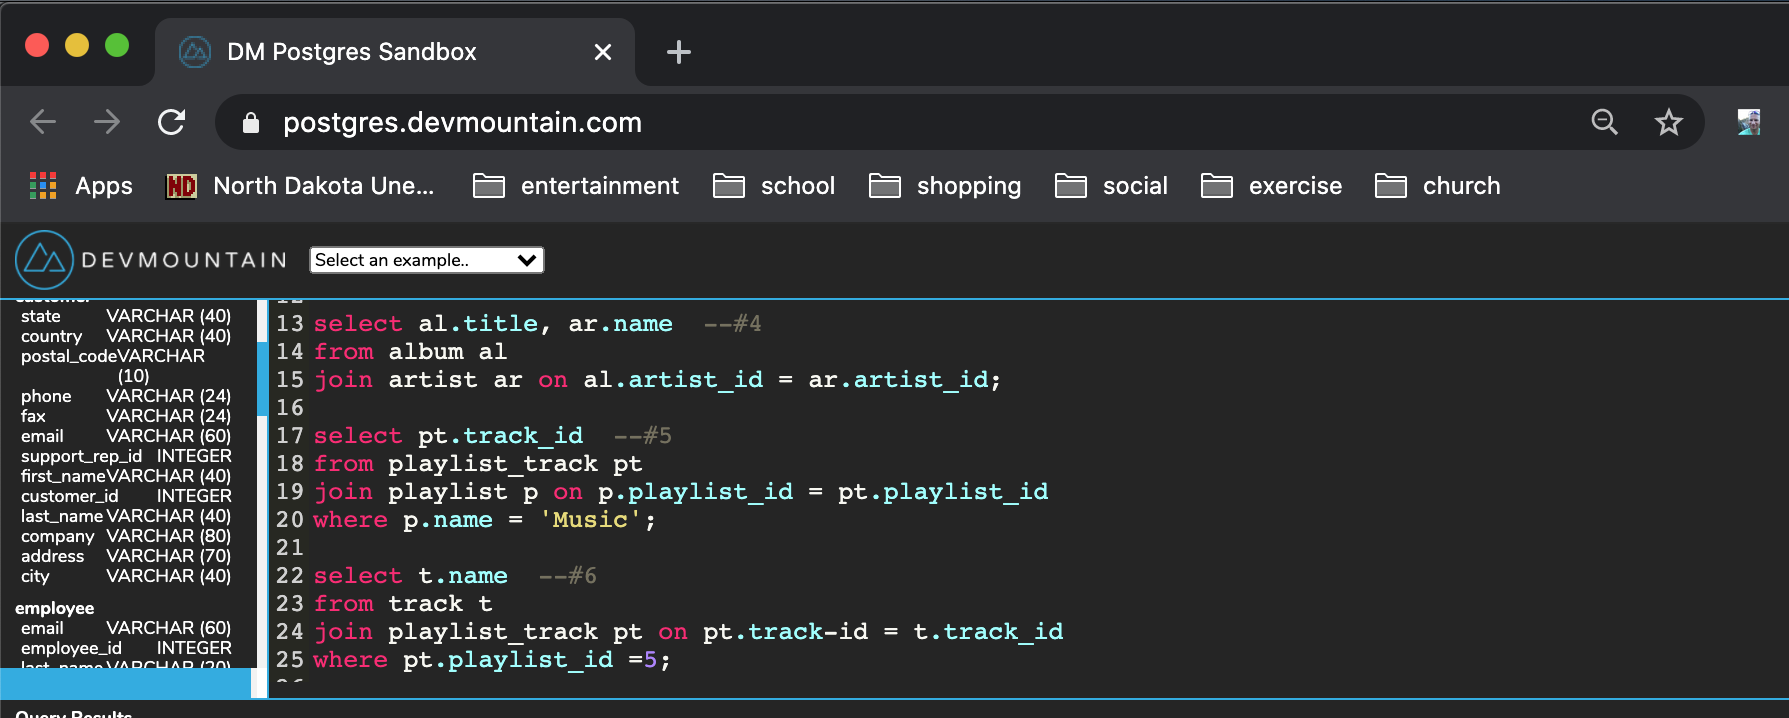 DM Postgres Sandbox
postgres.devmountain.com
Apps
North Dakota Une...
entertainment
school
shopping
social
exercise
church
DEVMOUNTAIN
Select an example..
customer
state VARCHAR (40)
country VARCHAR (40)
postal_code VARCHAR
(10)
phone VARCHAR (24)
fax VARCHAR (24)
email VARCHAR (60)
support_rep_id INTEGER
first_name VARCHAR (40)
customer_id INTEGER
last_name VARCHAR (40)
company VARCHAR (80)
address VARCHAR (70)
city VARCHAR (40)
employee
email VARCHAR (60)
employee_id INTEGER
last_name VARCHAR (20)
12
13 select al.title, ar.name --#4
14 from album al
15 join artist ar on al.artist_id = ar.artist_id;
16
17 select pt.track_id --#5
18 from playlist_track pt
19 join playlist p on p.playlist_id = pt.playlist_id
20 where p.name = 'Music';
21
22 select t.name --#6
23 from track t
24 join playlist_track pt on pt.track-id = t.track_id
25 where pt.playlist_id =5;
26
Query Results